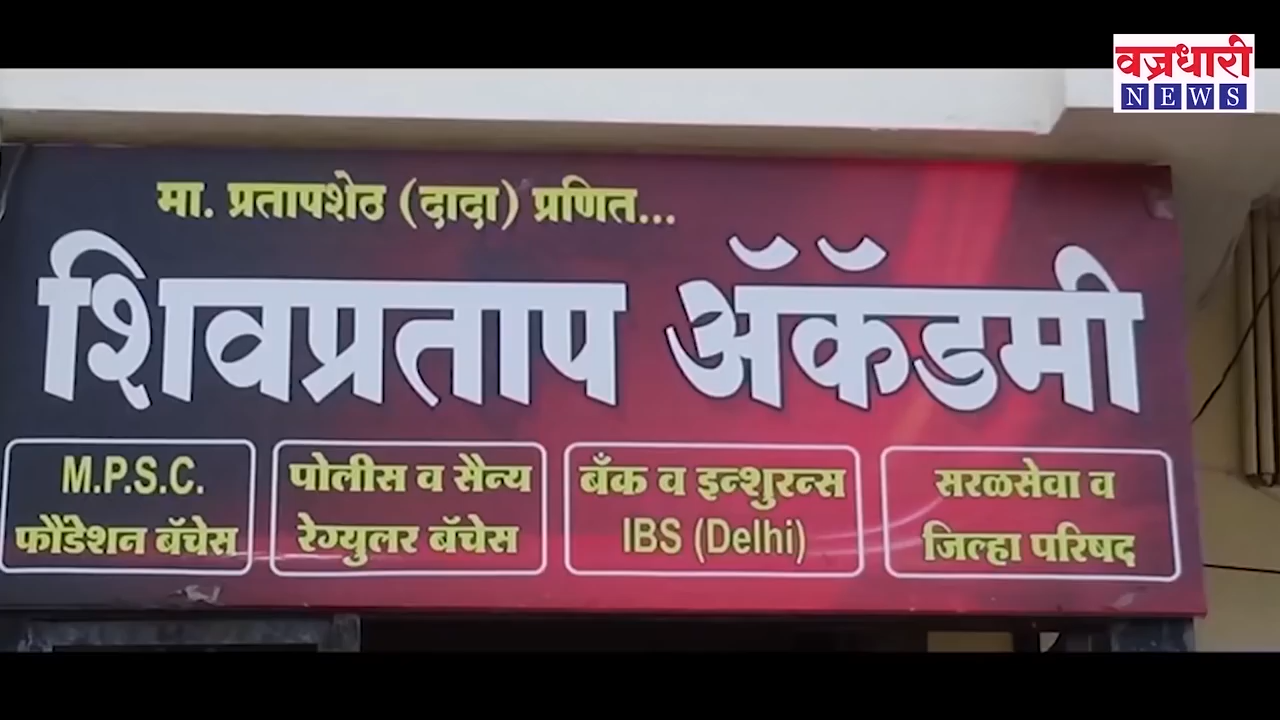 वज्रधारी
NEWS
मा. प्रतापशेठ (दादा) प्रणित...
शिवप्रताप ॲकॅडमी
M.P.S.C.
फौंडेशन बॅचेस
पोलीस व सैन्य
रेग्युलर बॅचेस
बँक व इन्शुरन्स
IBS (Delhi)
सरळसेवा व
जिल्हा परिषद